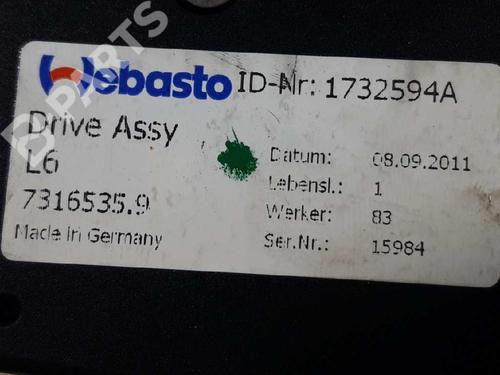 Webasto ID-Nr: 1732594A
Drive Assy
L6
7316535.9
Made in Germany
Datum: 08.09.2011
Lebensl.: 1
Werker: 83
Ser.Nr.: 15984
B-PARTS